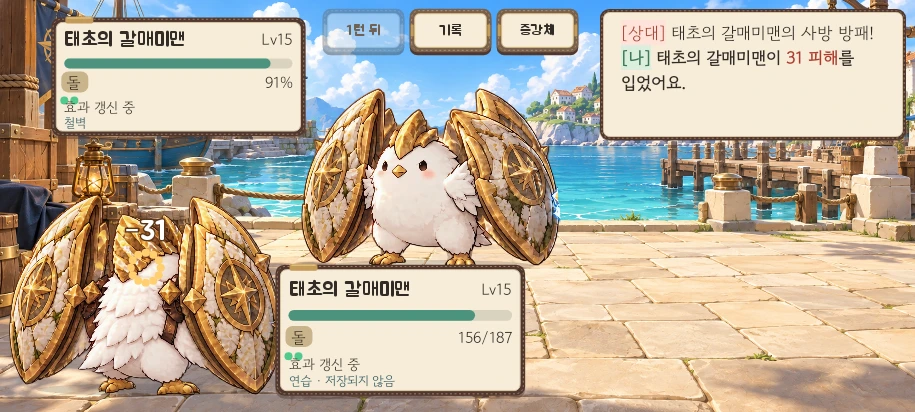 태초의 갈매미맨 Lv15
돌 91%
효과 갱신 중
철벽
1턴 뒤
기록
증강체
[상대] 태초의 갈매미맨의 사방 방패!
[나] 태초의 갈매미맨이 31 피해를
입었어요.
-31
태초의 갈매미맨 Lv15
돌 156/187
효과 갱신 중
연습 · 저장되지 않음